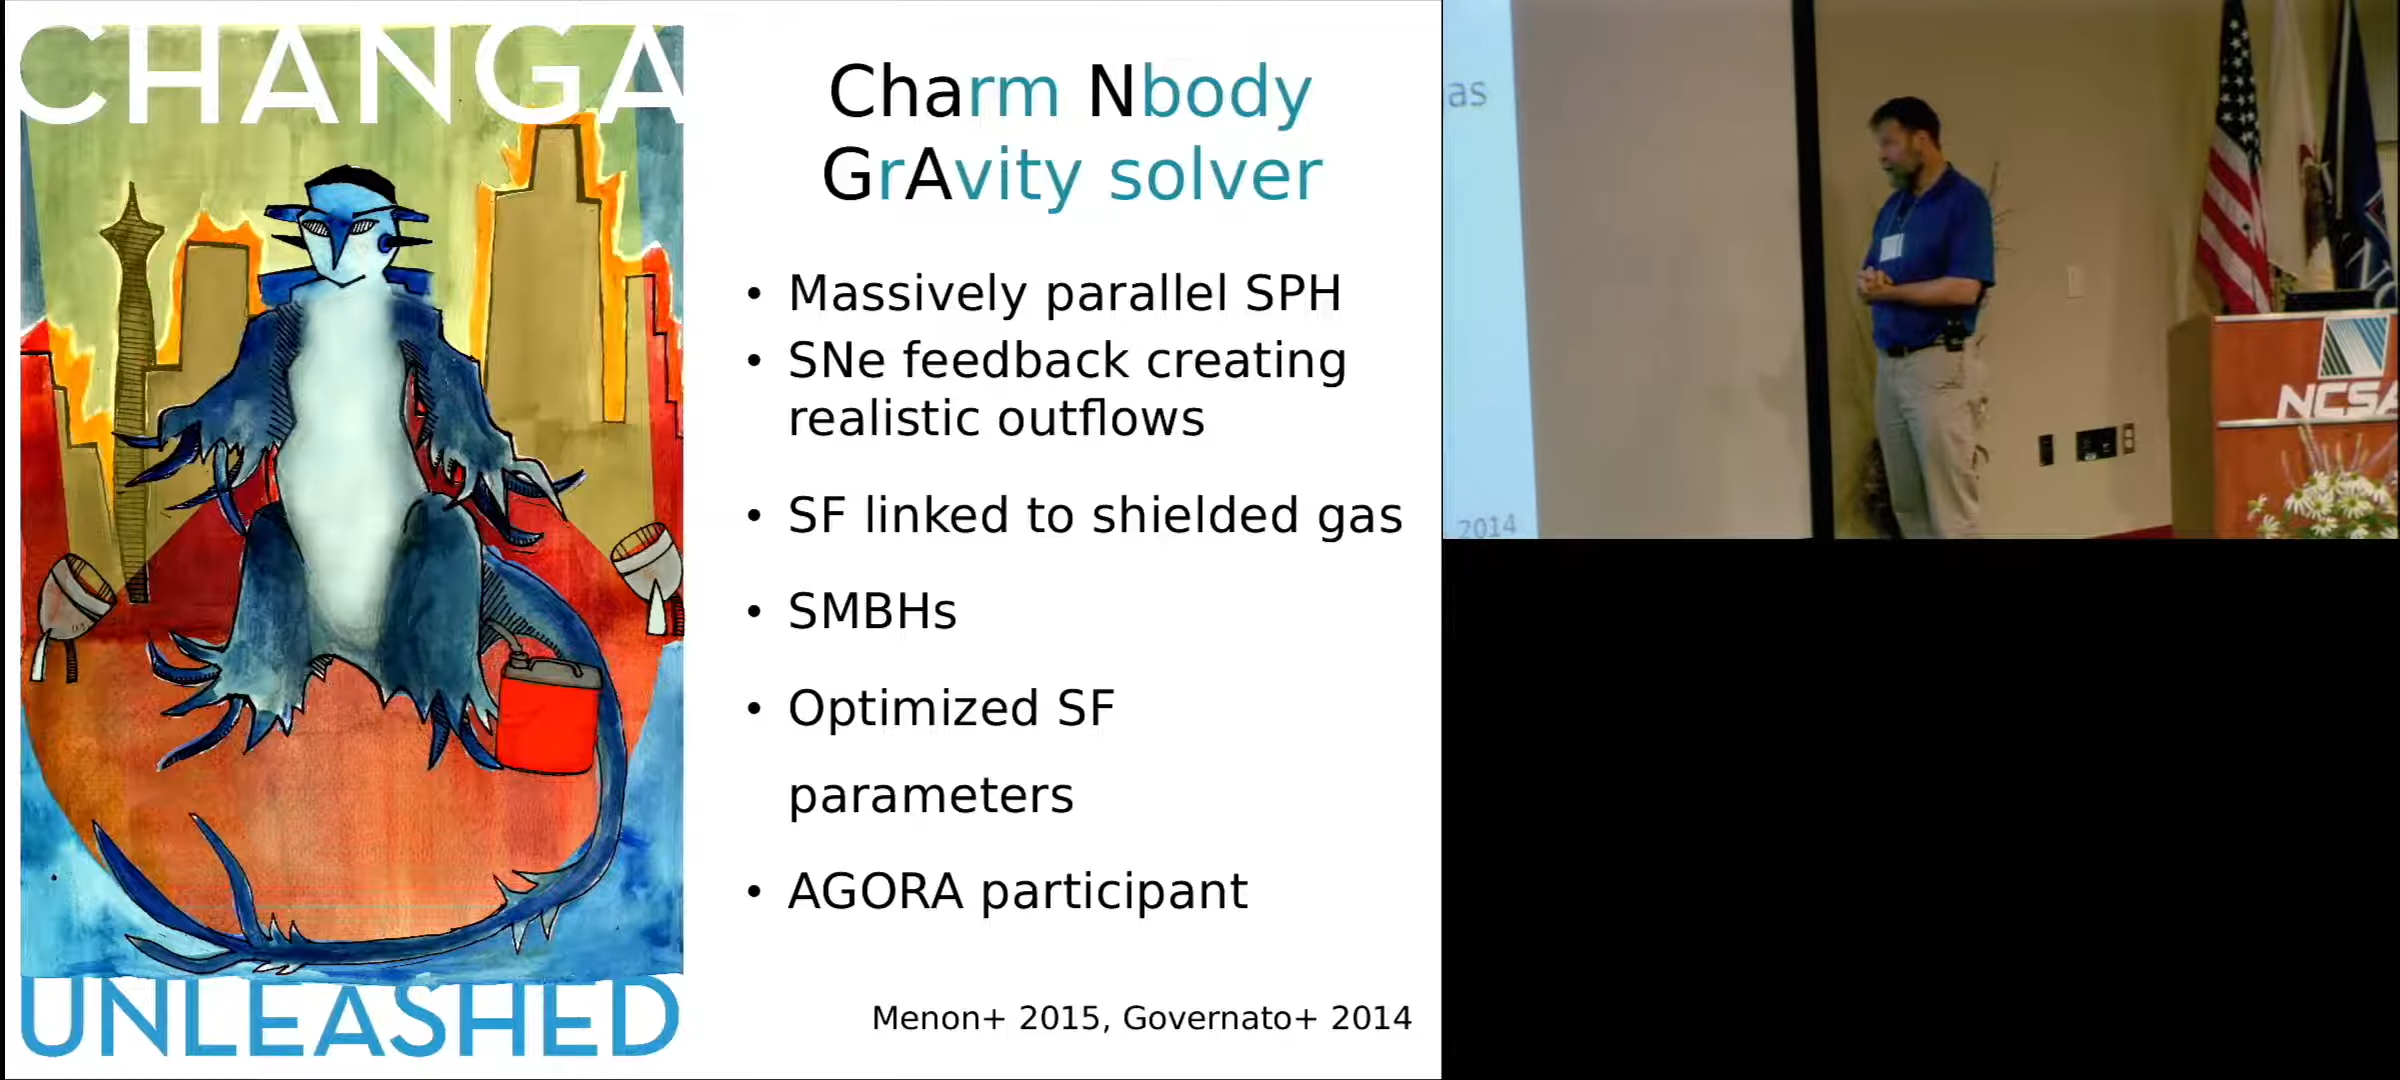 CHANGA
Charm Nbody
GrAvity solver
• Massively parallel SPH
• SNe feedback creating
realistic outflows
• SF linked to shielded gas
• SMBHs
• Optimized SF
parameters
• AGORA participant
Menon+ 2015, Governato+ 2014
UNLEASHED
as
2014
NCSA